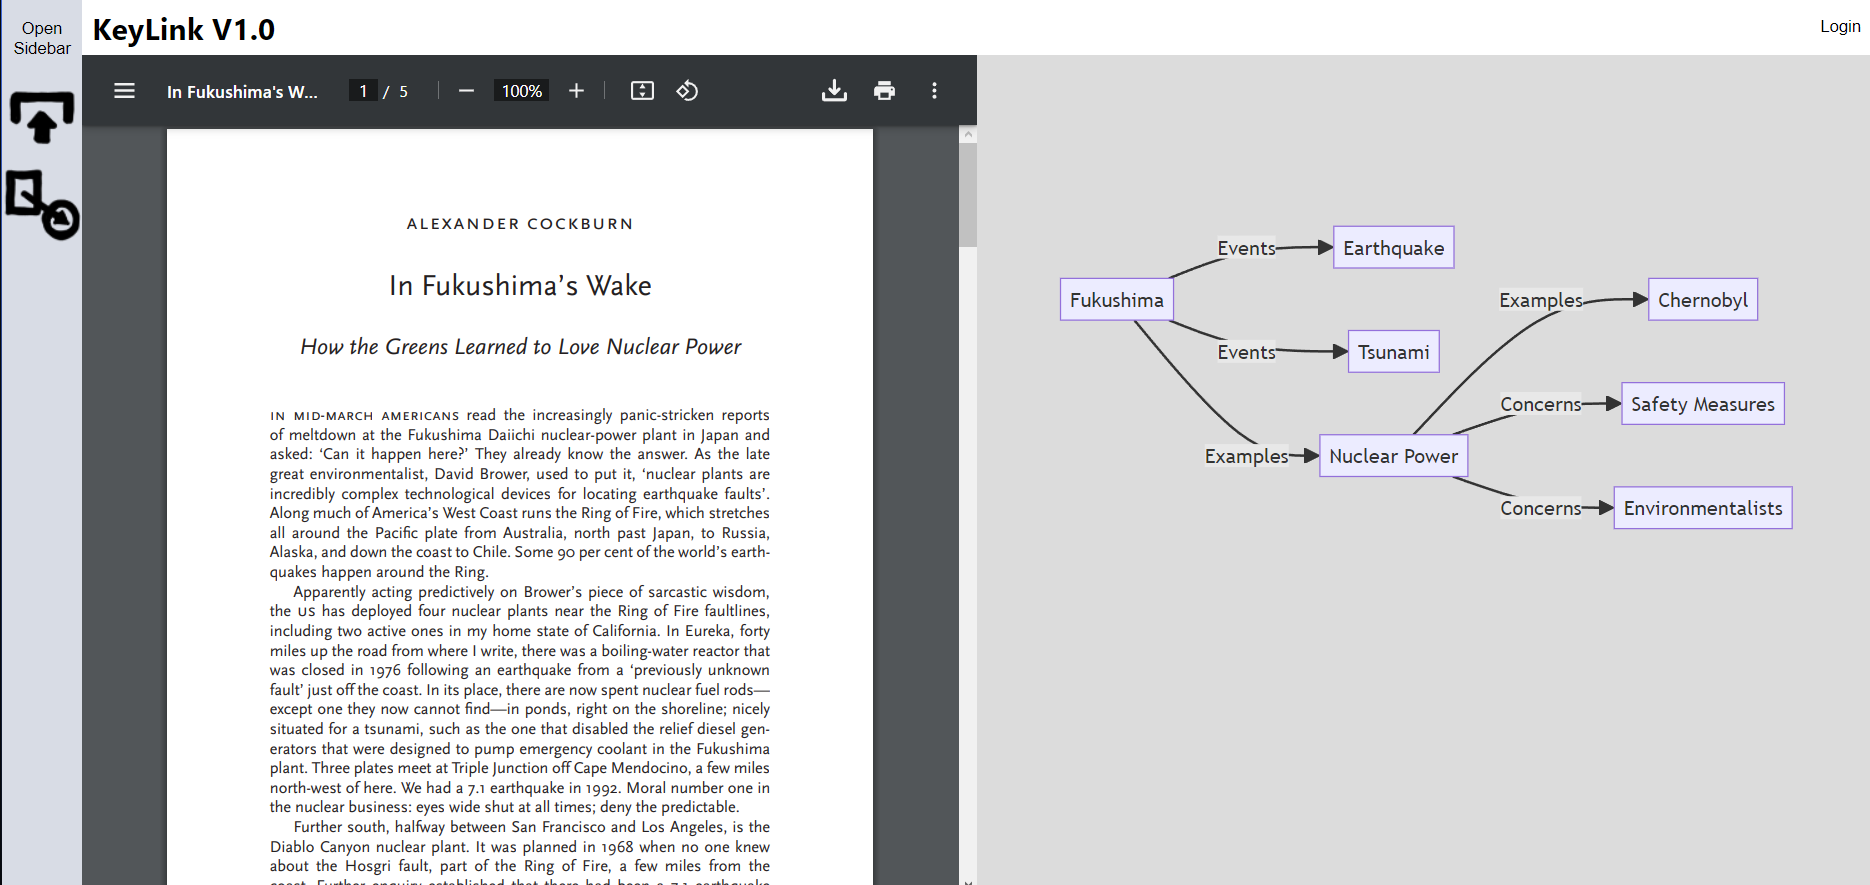 Open
Sidebar
KeyLink V1.0
Login
In Fukushima's W...
1 / 5
100%
ALEXANDER COCKBURN
In Fukushima’s Wake
How the Greens Learned to Love Nuclear Power
IN MID-MARCH AMERICANS read the increasingly panic-stricken reports
of meltdown at the Fukushima Daiichi nuclear-power plant in Japan and
asked: ‘Can it happen here?’ They already know the answer. As the late
great environmentalist, David Brower, used to put it, ‘nuclear plants are
incredibly complex technological devices for locating earthquake faults’.
Along much of America’s West Coast runs the Ring of Fire, which stretches
all around the Pacific plate from Australia, north past Japan, to Russia,
Alaska, and down the coast to Chile. Some 90 per cent of the world’s earth-
quakes happen around the Ring.
Apparently acting predictively on Brower’s piece of sarcastic wisdom,
the US has deployed four nuclear plants near the Ring of Fire faultlines,
including two active ones in my home state of California. In Eureka, forty
miles up the road from where I write, there was a boiling-water reactor that
was closed in 1976 following an earthquake from a ‘previously unknown
fault’ just off the coast. In its place, there are now spent nuclear fuel rods—
except one they now cannot find—in ponds, right on the shoreline; nicely
situated for a tsunami, such as the one that disabled the relief diesel gen-
erators that were designed to pump emergency coolant in the Fukushima
plant. Three plates meet at Triple Junction off Cape Mendocino, a few miles
north-west of here. We had a 7.1 earthquake in 1992. Moral number one in
the nuclear business: eyes wide shut at all times; deny the predictable.
Further south, halfway between San Francisco and Los Angeles, is the
Diablo Canyon nuclear plant. It was planned in 1968 when no one knew
about the Hosgri fault, part of the Ring of Fire, a few miles from the
coast. Further enquiry established that there had been a 7.1 earthquake
Fukushima
Events
Earthquake
Events
Tsunami
Examples
Nuclear Power
Examples
Chernobyl
Concerns
Safety Measures
Concerns
Environmentalists